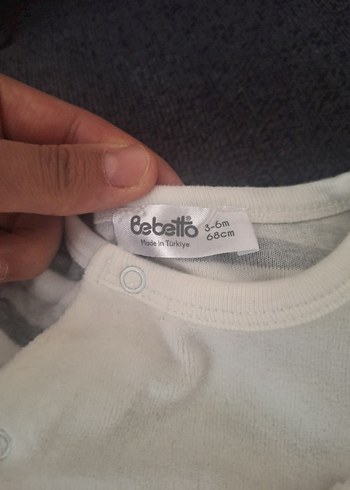 Bebetto
3-6m
68cm
Made in Türkiye